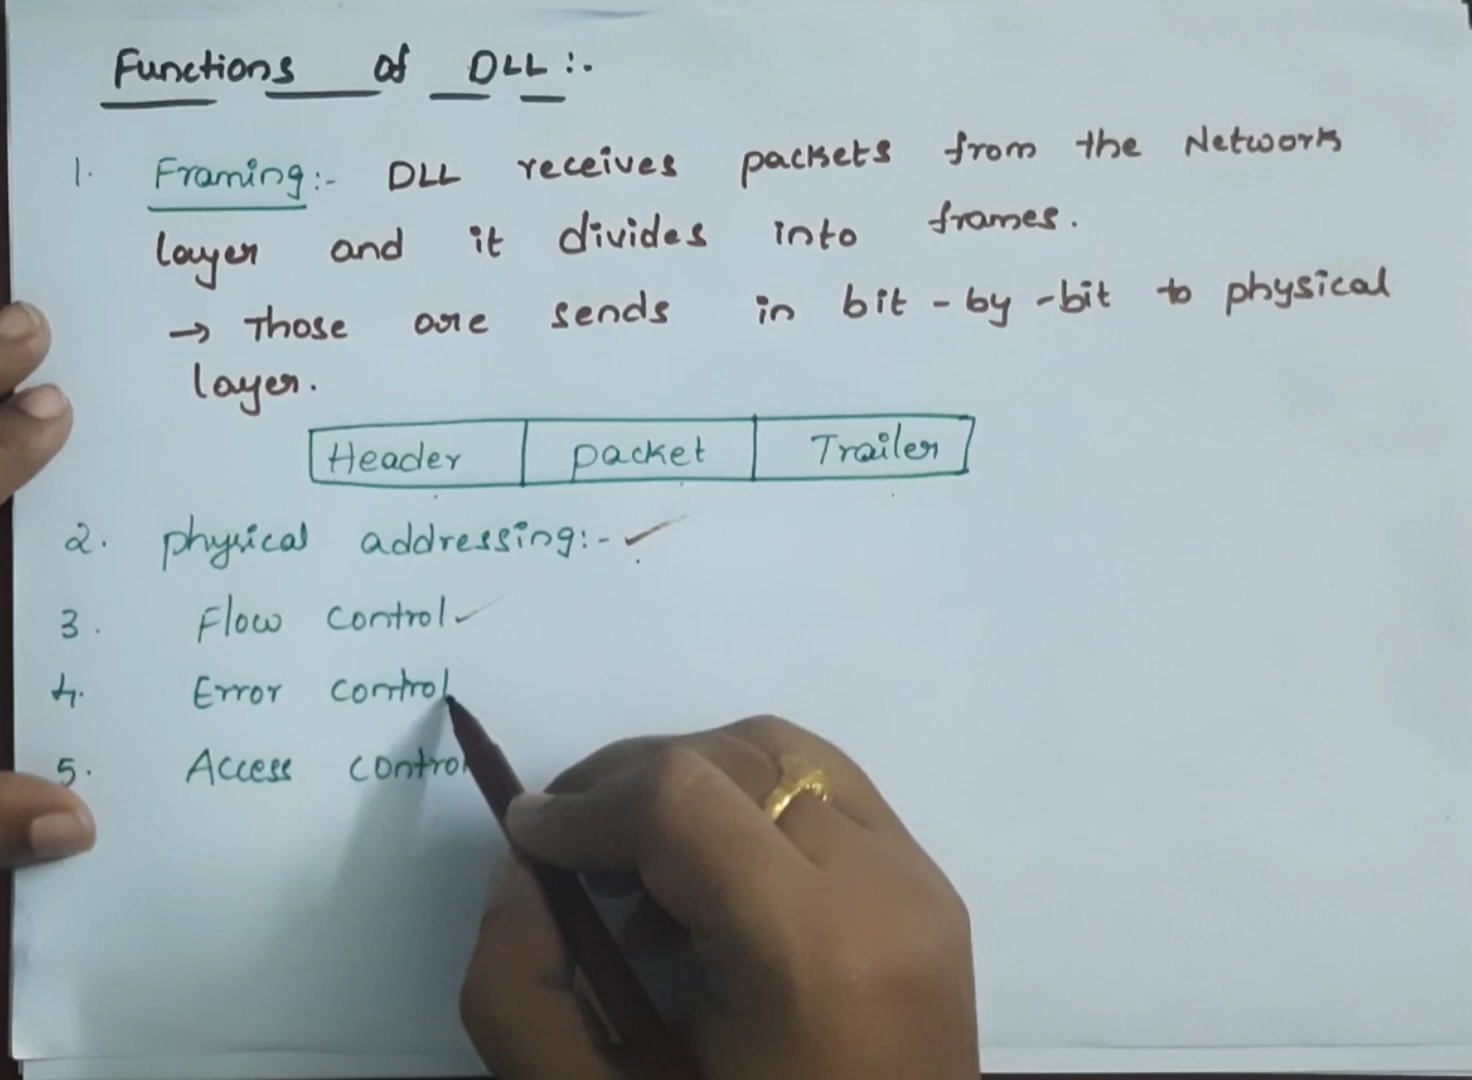 Functions of DLL :-
1. Framing:- DLL receives packets from the Network
layer and it divides into frames.
→ Those are sends in bit-by-bit to physical
layer.
Header packet Trailer
2. physical addressing:-
3. Flow control
4. Error control
5. Access control